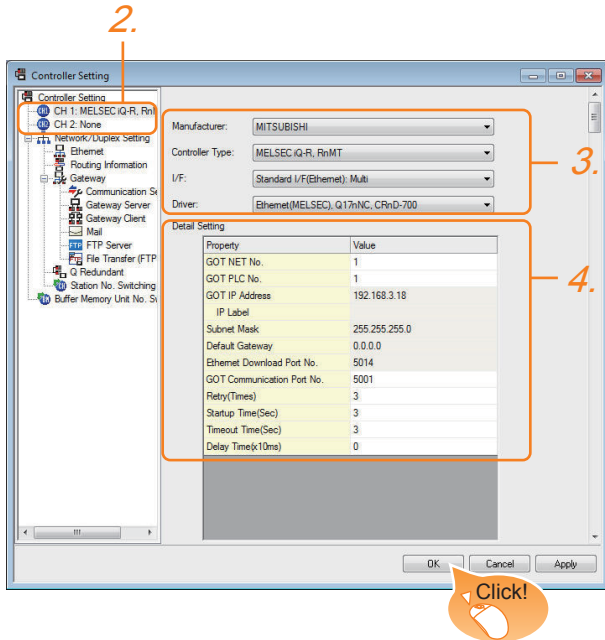 2.
Controller Setting
Controller Setting
CH 1: MELSEC iQ-R, RnM
CH 2: None
Network/Duplex Setting
Ethernet
Routing Information
Gateway
Communication Se
Gateway Server
Gateway Client
Mail
FTP Server
File Transfer (FTP
Q Redundant
Station No. Switching
Buffer Memory Unit No. Sw
Manufacturer: MITSUBISHI
Controller Type: MELSEC iQ-R, RnMT
I/F: Standard I/F(Ethernet): Multi
Driver: Ethernet(MELSEC), Q17nNC, CRnD-700
3.
Detail Setting
Property Value
GOT NET No. 1
GOT PLC No. 1
GOT IP Address 192.168.3.18
IP Label
Subnet Mask 255.255.255.0
Default Gateway 0.0.0.0
Ethernet Download Port No. 5014
GOT Communication Port No. 5001
Retry(Times) 3
Startup Time(Sec) 3
Timeout Time(Sec) 3
Delay Time(x10ms) 0
4.
OK Cancel Apply
Click!